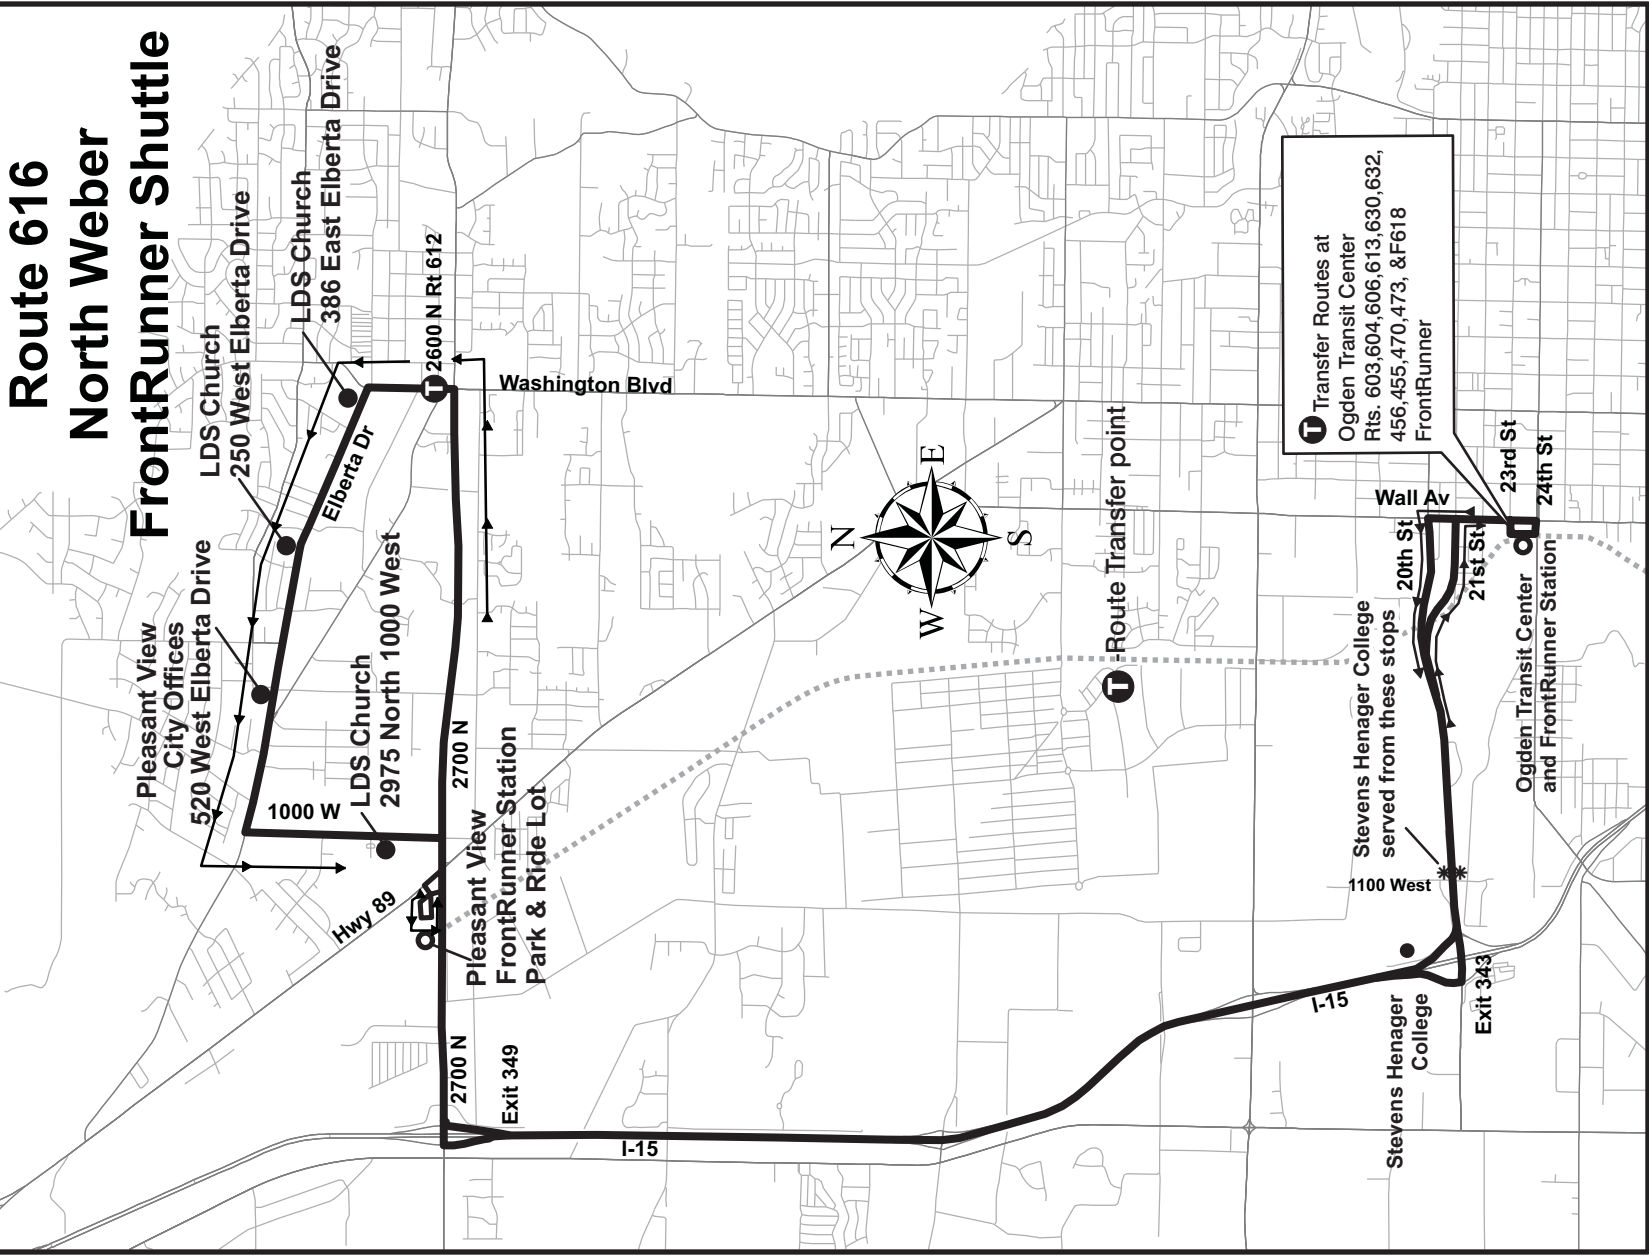 Route 616
North Weber
FrontRunner Shuttle
LDS Church
386 East Elberta Drive
LDS Church
250 West Elberta Drive
Pleasant View
City Offices
520 West Elberta Drive
LDS Church
2975 North 1000 West
Elberta Dr
1000 W
T
2600 N Rt 612
Washington Blvd
2700 N
Hwy 89
Pleasant View
FrontRunner Station
Park & Ride Lot
2700 N
Exit 349
I-15
N
E
S
W
T
-Route Transfer point
T Transfer Routes at
Ogden Transit Center
Rts. 603,604,606,613,630,632,
456,455,470,473, &F618
FrontRunner
23rd St
24th St
Wall Av
20th St
21st St
Ogden Transit Center
and FrontRunner Station
Stevens Henager College
served from these stops
1100 West
I-15
Exit 343
Stevens Henager
College